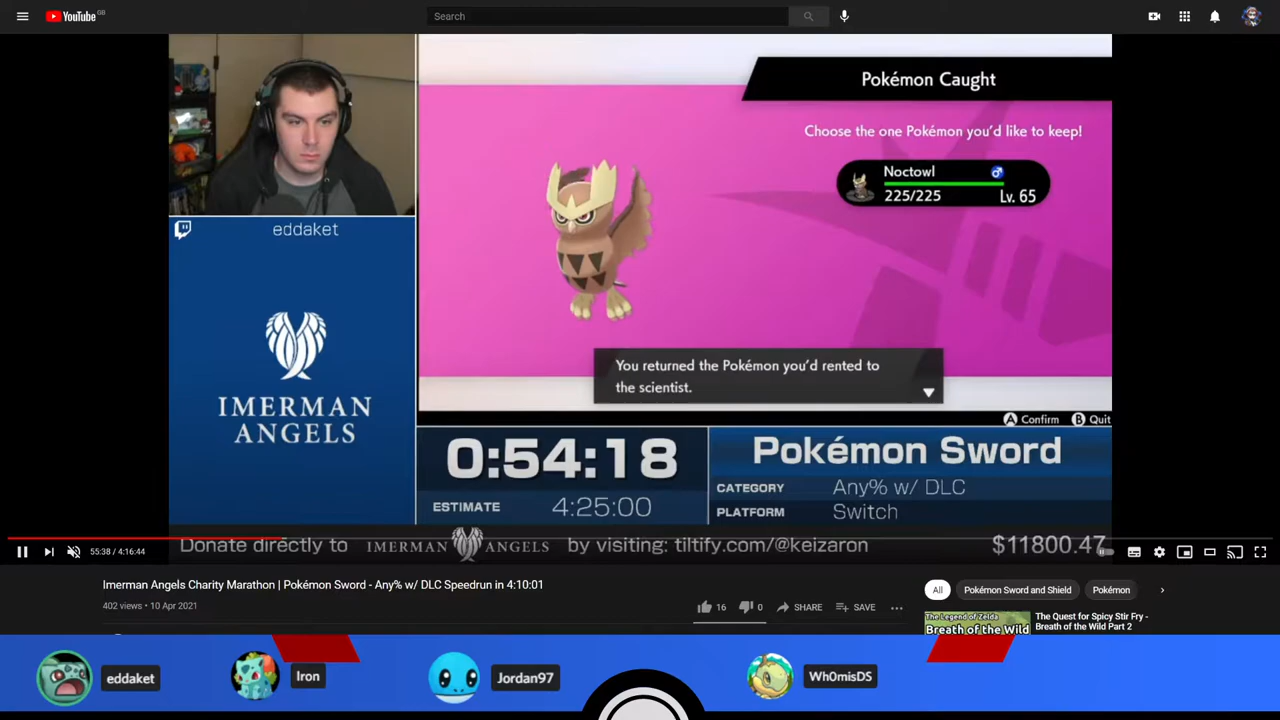 YouTube GB
Search
Pokémon Caught
Choose the one Pokémon you'd like to keep!
Noctowl ♂
225/225 Lv. 65
You returned the Pokémon you'd rented to
the scientist.
A Confirm B Quit
eddaket
IMERMAN
ANGELS
0:54:18
ESTIMATE 4:25:00
Pokémon Sword
CATEGORY Any% w/ DLC
PLATFORM Switch
Donate directly to IMERMAN ANGELS by visiting: tiltify.com/@keizaron $11800.47
55:38 / 4:16:44
Imerman Angels Charity Marathon | Pokémon Sword - Any% w/ DLC Speedrun in 4:10:01
402 views • 10 Apr 2021
16 0 SHARE SAVE
All Pokémon Sword and Shield Pokémon
The Legend of Zelda
Breath of the Wild
The Quest for Spicy Stir Fry -
Breath of the Wild Part 2
eddaket Iron Jordan97 Wh0misDS